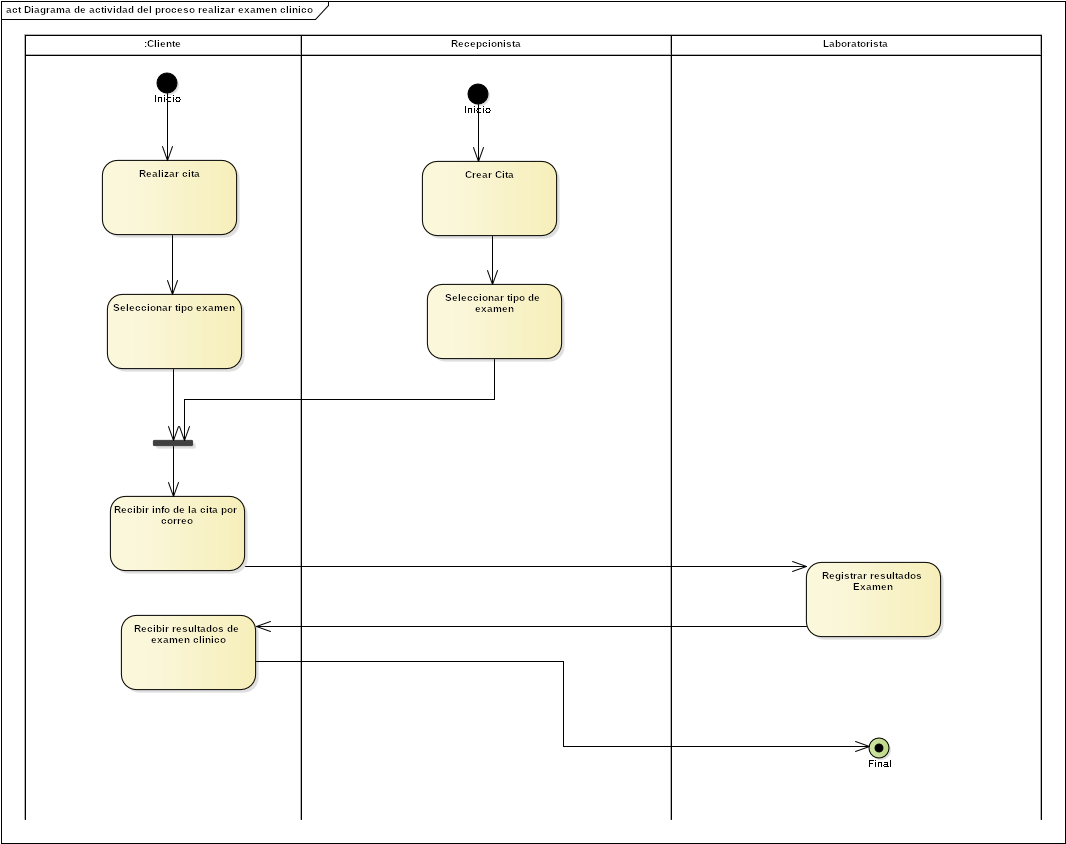 act Diagrama de actividad del proceso realizar examen clinico
:Cliente
Recepcionista
Laboratorista
Inicio
Inicio
Realizar cita
Crear Cita
Seleccionar tipo examen
Seleccionar tipo de
examen
Recibir info de la cita por
correo
Registrar resultados
Examen
Recibir resultados de
examen clinico
Final